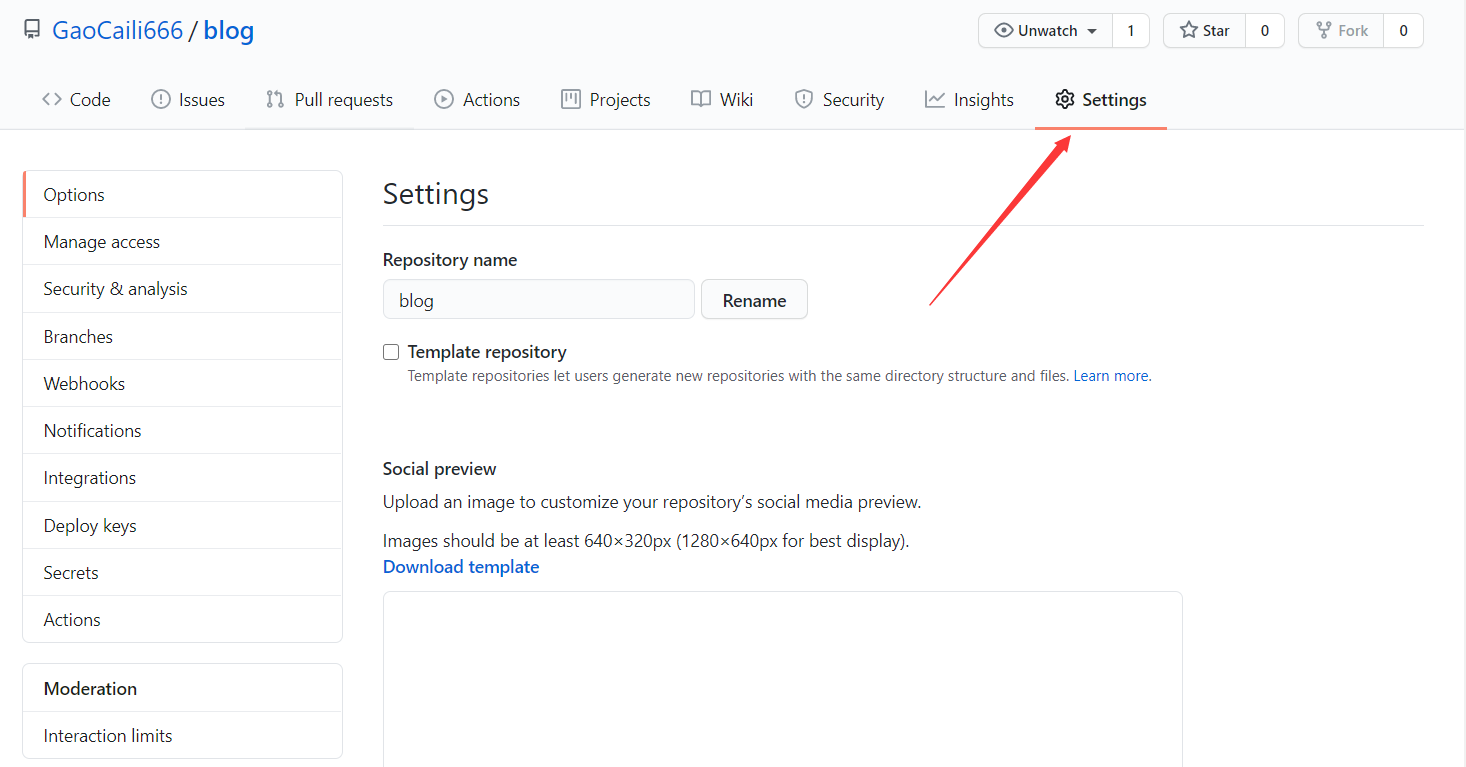 GaoCaili666 / blog
Unwatch 1 Star 0 Fork 0
Code Issues Pull requests Actions Projects Wiki Security Insights Settings
Options
Manage access
Security & analysis
Branches
Webhooks
Notifications
Integrations
Deploy keys
Secrets
Actions
Moderation
Interaction limits
Settings
Repository name
blog Rename
Template repository
Template repositories let users generate new repositories with the same directory structure and files. Learn more.
Social preview
Upload an image to customize your repository’s social media preview.
Images should be at least 640×320px (1280×640px for best display).
Download template